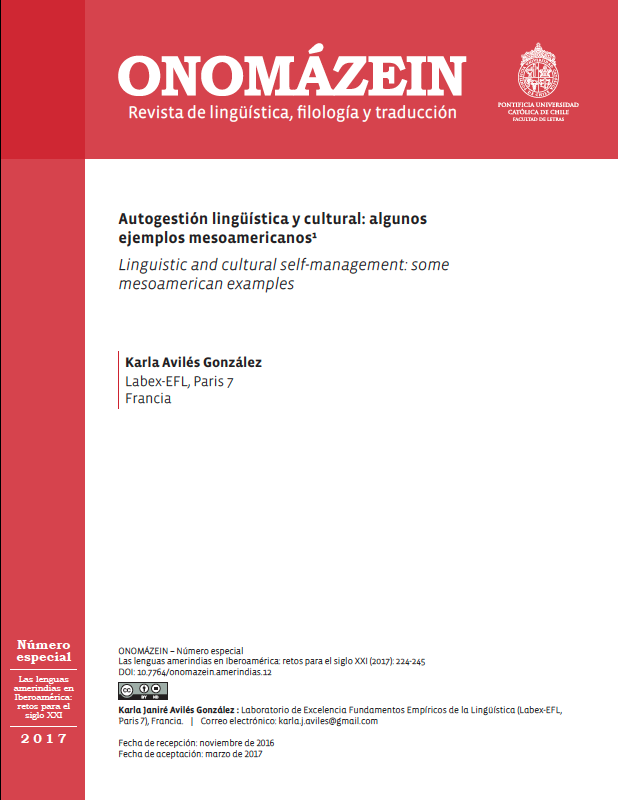 ONOMÁZEIN
Revista de lingüística, filología y traducción
PONTIFICIA UNIVERSIDAD
CATÓLICA DE CHILE
FACULTAD DE LETRAS
Autogestión lingüística y cultural: algunos
ejemplos mesoamericanos¹
Linguistic and cultural self-management: some
mesoamerican examples
Karla Avilés González
Labex-EFL, Paris 7
Francia
Número
especial
Las lenguas
amerindias en
Iberoamérica:
retos para el
siglo XXI
2017
ONOMÁZEIN – Número especial
Las lenguas amerindias en Iberoamérica: retos para el siglo XXI (2017): 224-245
DOI: 10.7764/onomazein.amerindias.12
cc BY NC
Karla Janiré Avilés González : Laboratorio de Excelencia Fundamentos Empíricos de la Lingüística (Labex-EFL,
Paris 7), Francia. | Correo electrónico: karla.j.aviles@gmail.com
Fecha de recepción: noviembre de 2016
Fecha de aceptación: marzo de 2017